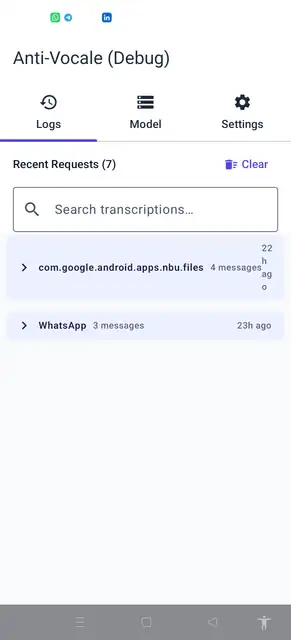 Anti-Vocale (Debug)
Logs
Model
Settings
Recent Requests (7)
Clear
Search transcriptions…
com.google.android.apps.nbu.files 4 messages 22h ago
WhatsApp 3 messages 23h ago